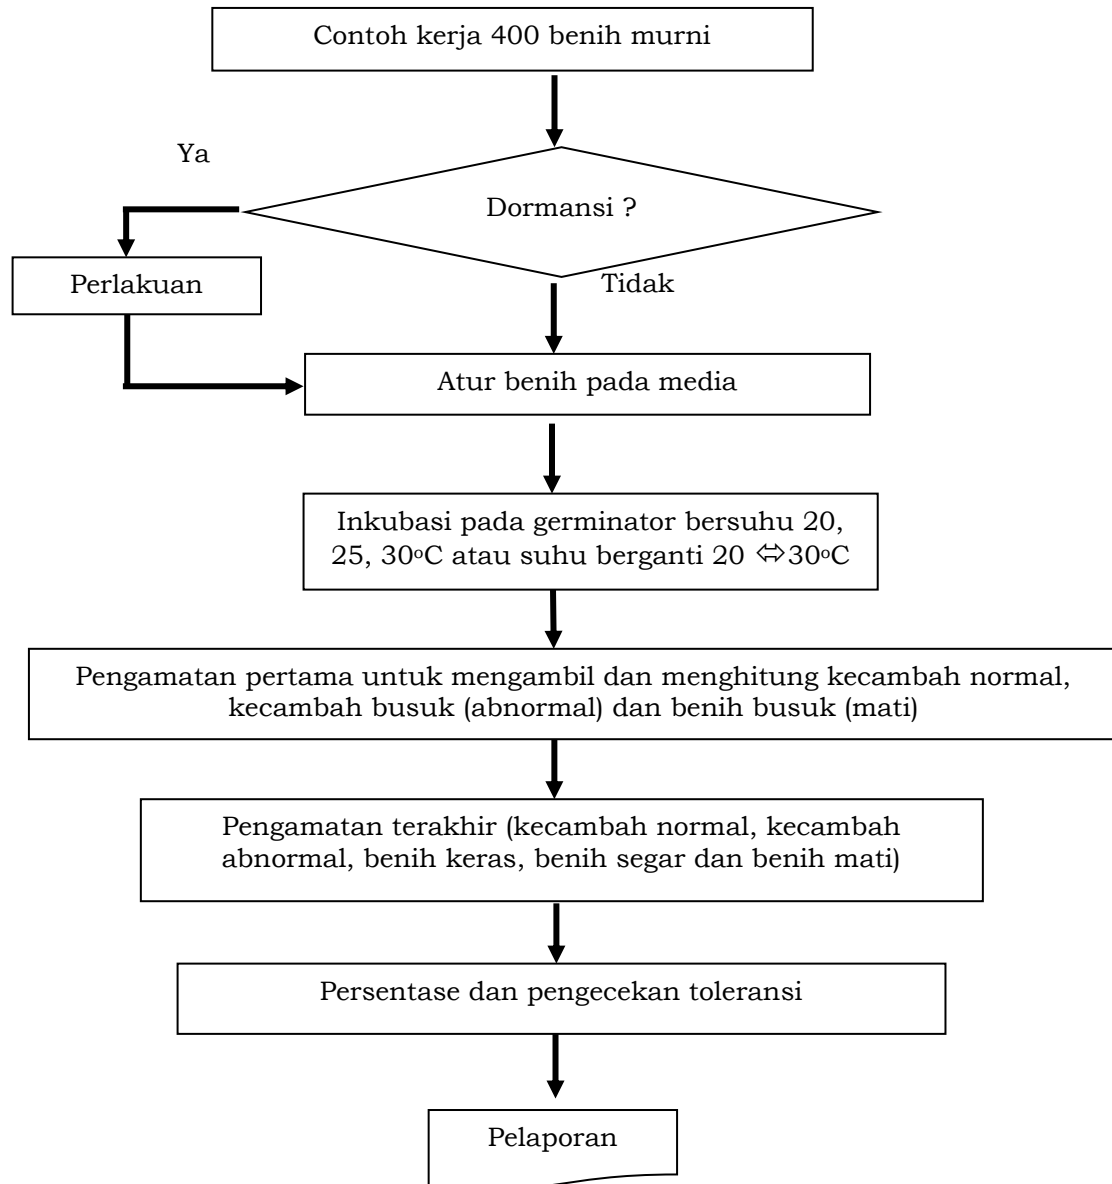 Contoh kerja 400 benih murni
Ya
Dormansi ?
Perlakuan
Tidak
Atur benih pada media
Inkubasi pada germinator bersuhu 20,
25, 30ºC atau suhu berganti 20 ⇔30ºC
Pengamatan pertama untuk mengambil dan menghitung kecambah normal,
kecambah busuk (abnormal) dan benih busuk (mati)
Pengamatan terakhir (kecambah normal, kecambah
abnormal, benih keras, benih segar dan benih mati)
Persentase dan pengecekan toleransi
Pelaporan